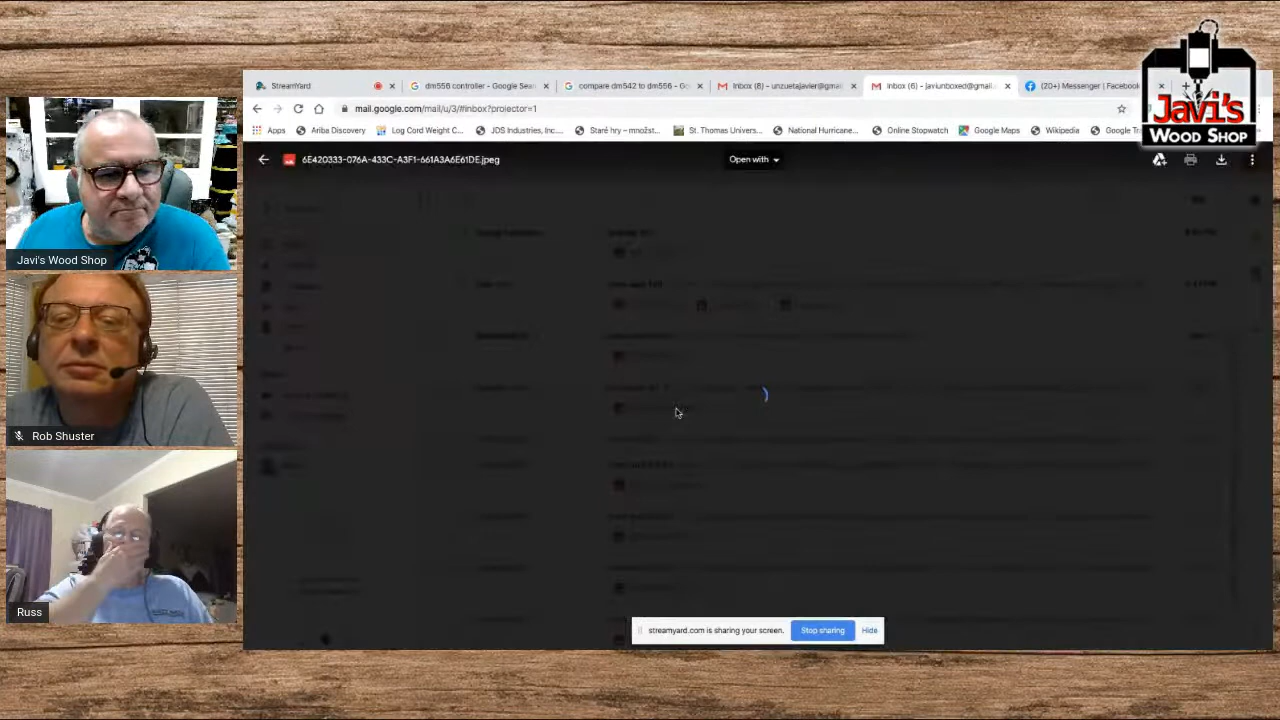 StreamYard
dm556 controller - Google Sea
compare dm542 to dm556 - Go
Inbox (8) - unzuetajavier@gmai
Inbox (6) - javiunboxed@gmail.
(20+) Messenger | Facebook
mail.google.com/mail/u/3/#inbox?projector=1
Apps
Ariba Discovery
Log Cord Weight C...
JDS Industries, Inc....
Staré hry – množst...
St. Thomas Univers...
National Hurricane...
Online Stopwatch
Google Maps
Wikipedia
Google Tra
Javi's
WOOD SHOP
6E420333-076A-433C-A3F1-661A3A6E61DE.jpeg
Open with
Javi's Wood Shop
Rob Shuster
Russ
streamyard.com is sharing your screen.
Stop sharing
Hide